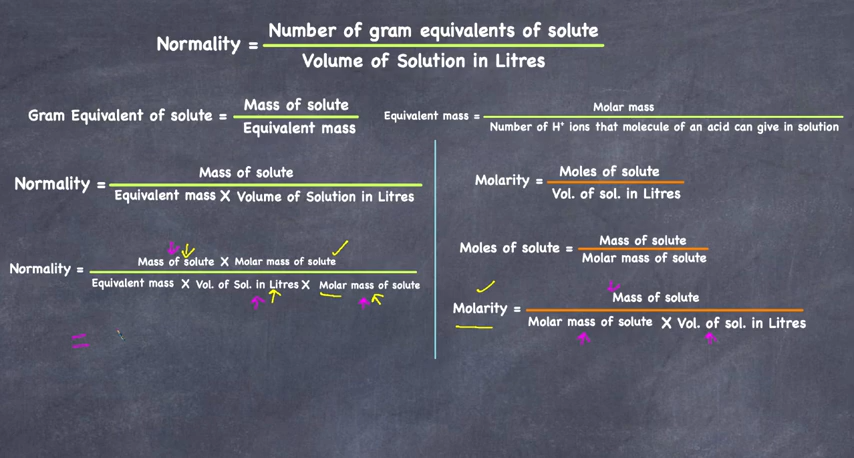 Normality = Number of gram equivalents of solute
Volume of Solution in Litres
Gram Equivalent of solute = Mass of solute
Equivalent mass
Equivalent mass = Molar mass
Number of H⁺ ions that molecule of an acid can give in solution
Normality = Mass of solute
Equivalent mass X Volume of Solution in Litres
Normality = Mass of solute X Molar mass of solute
Equivalent mass X Vol. of Sol. in Litres X Molar mass of solute
=
Molarity = Moles of solute
Vol. of sol. in Litres
Moles of solute = Mass of solute
Molar mass of solute
Molarity = Mass of solute
Molar mass of solute X Vol. of sol. in Litres